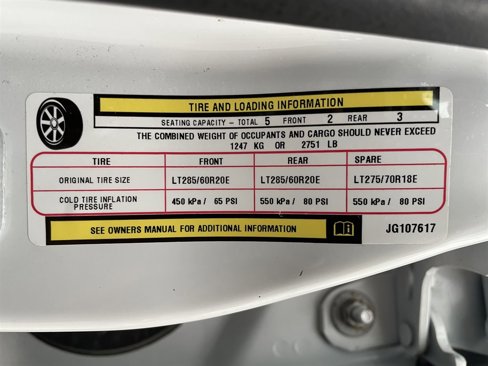 TIRE AND LOADING INFORMATION
SEATING CAPACITY - TOTAL 5 FRONT 2 REAR 3
THE COMBINED WEIGHT OF OCCUPANTS AND CARGO SHOULD NEVER EXCEED
1247 KG OR 2751 LB
TIRE FRONT REAR SPARE
ORIGINAL TIRE SIZE LT285/60R20E LT285/60R20E LT275/70R18E
COLD TIRE INFLATION
PRESSURE 450 kPa / 65 PSI 550 kPa / 80 PSI 550 kPa / 80 PSI
SEE OWNERS MANUAL FOR ADDITIONAL INFORMATION JG107617